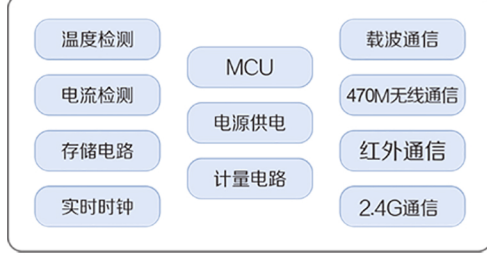 温度检测
电流检测
存储电路
实时时钟
MCU
电源供电
计量电路
载波通信
470M无线通信
红外通信
2.4G通信